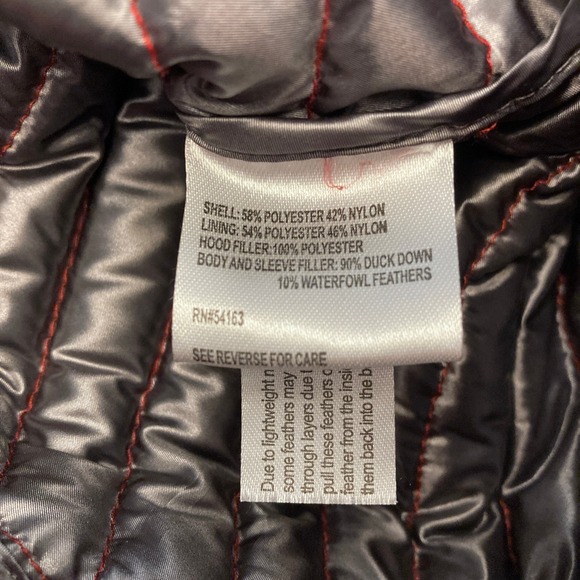 SHELL: 58% POLYESTER 42% NYLON
LINING: 54% POLYESTER 46% NYLON
HOOD FILLER:100% POLYESTER
BODY AND SLEEVE FILLER: 90% DUCK DOWN
10% WATERFOWL FEATHERS
RN#54163
SEE REVERSE FOR CARE
Due to lightweight n
some feathers may
through layers due t
pull these feathers
feather from the insi
them back into the b